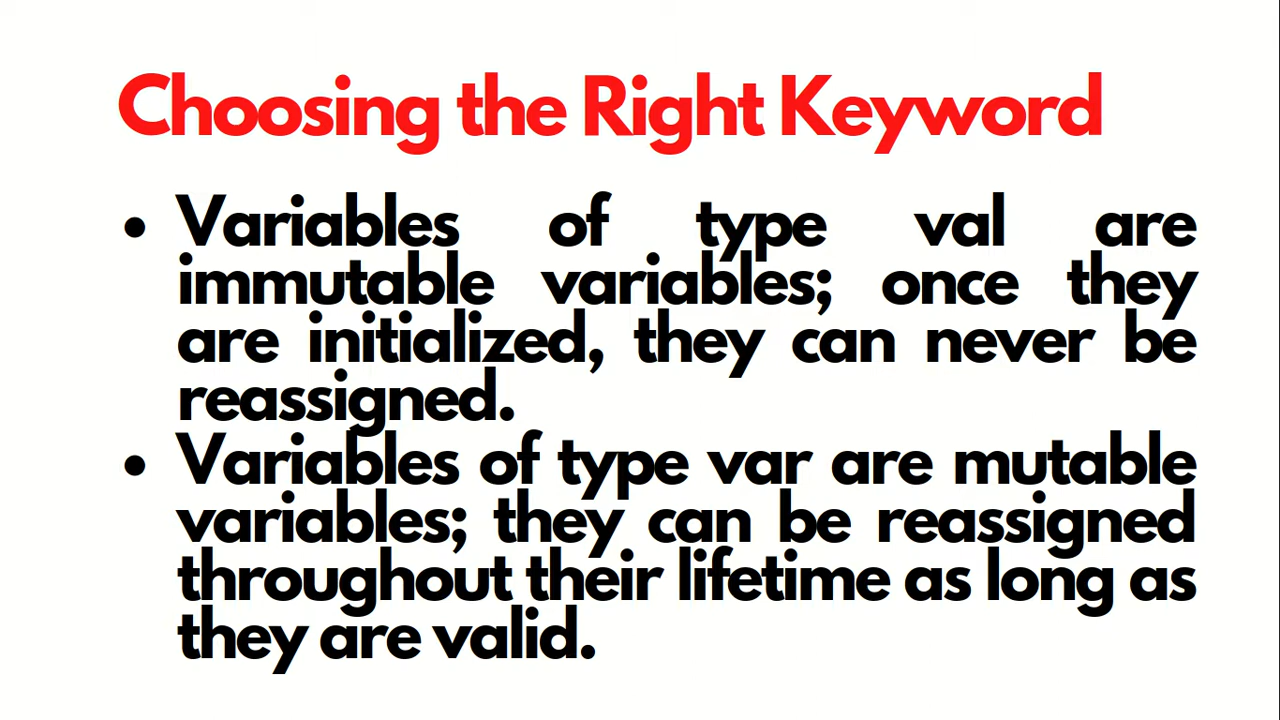 Choosing the Right Keyword
• Variables of type val are
immutable variables; once they
are initialized, they can never be
reassigned.
• Variables of type var are mutable
variables; they can be reassigned
throughout their lifetime as long as
they are valid.